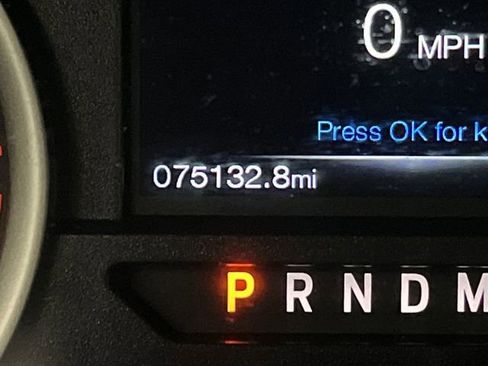 0 MPH
Press OK for k
075132.8mi
P R N D M